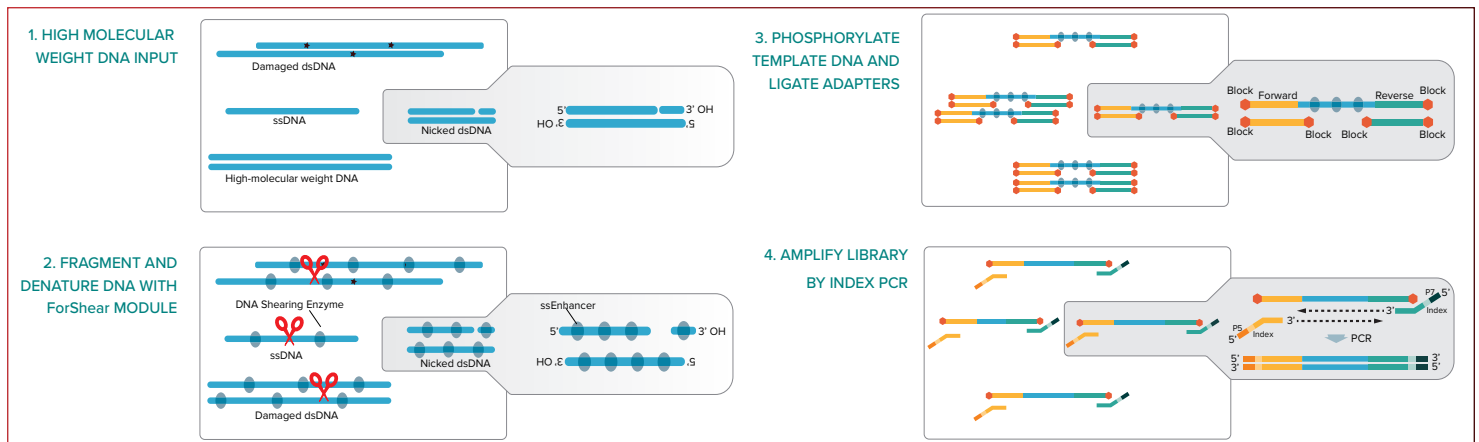 1. HIGH MOLECULAR
WEIGHT DNA INPUT
Damaged dsDNA
ssDNA
Nicked dsDNA
High-molecular weight DNA
5'
3' OH
HO 3'
5'
2. FRAGMENT AND
DENATURE DNA WITH
ForShear MODULE
DNA Shearing Enzyme
ssDNA
Nicked dsDNA
Damaged dsDNA
ssEnhancer
5'
3' OH
HO 3'
5'
3. PHOSPHORYLATE
TEMPLATE DNA AND
LIGATE ADAPTERS
Block
Forward
Reverse
Block
Block
Block
Block
Block
4. AMPLIFY LIBRARY
BY INDEX PCR
P7
5'
3'
Index
P5
3'
5'
Index
PCR
5'
3'
3'
5'